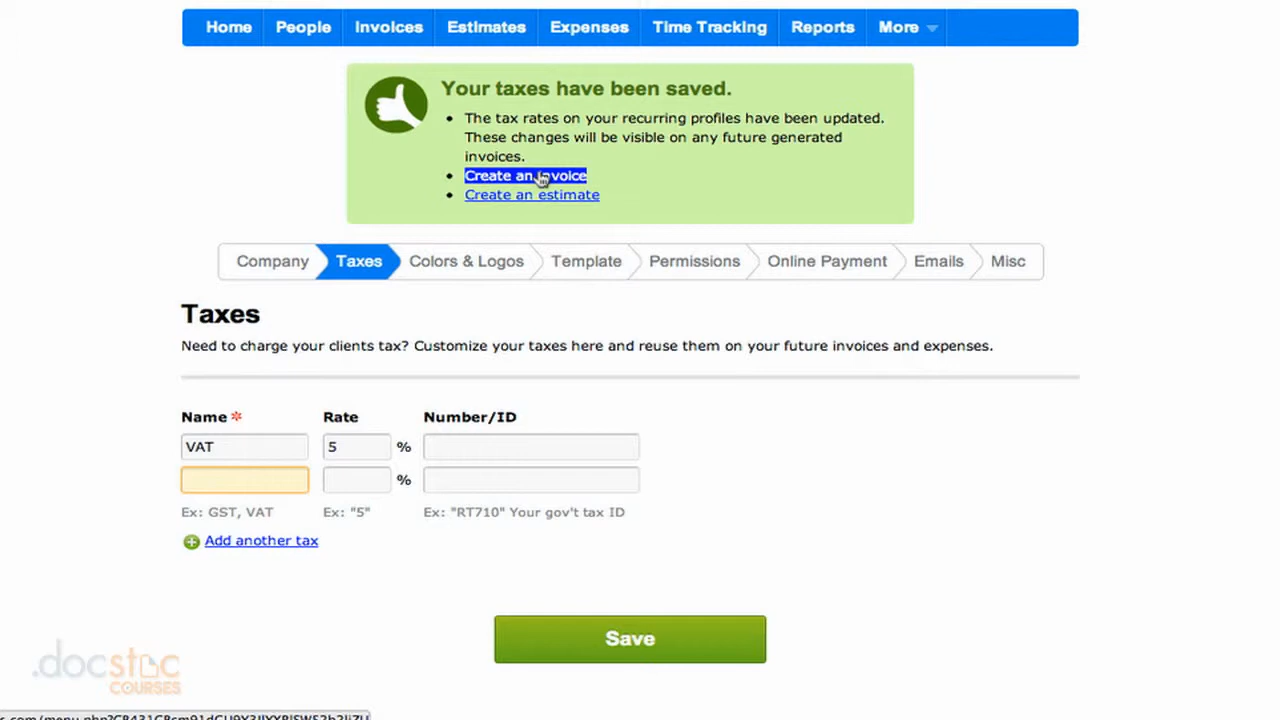 Home People Invoices Estimates Expenses Time Tracking Reports More
Your taxes have been saved.
• The tax rates on your recurring profiles have been updated.
These changes will be visible on any future generated
invoices.
• Create an invoice
• Create an estimate
Company Taxes Colors & Logos Template Permissions Online Payment Emails Misc
Taxes
Need to charge your clients tax? Customize your taxes here and reuse them on your future invoices and expenses.
Name * Rate Number/ID
VAT 5 %
%
Ex: GST, VAT Ex: "5" Ex: "RT710" Your gov't tax ID
Add another tax
Save
.docstoc
COURSES